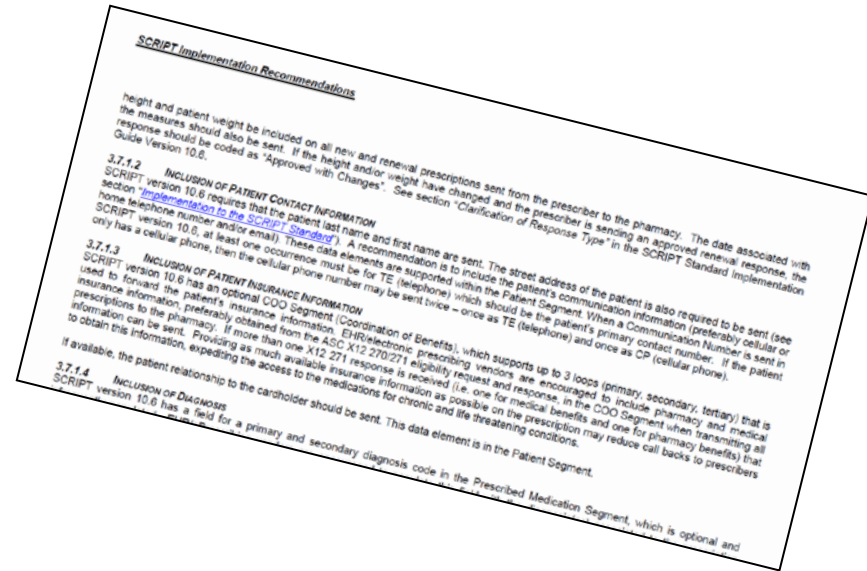 SCRIPT Implementation Recommendations
height and patient weight be included on all new and renewal prescriptions sent from the prescriber to the pharmacy. The date associated with
the measures should also be sent. If the height and/or weight have changed and the prescriber is sending an approved renewal response, the
response should be coded as "Approved with Changes". See section "Clarification of Response Type" in the SCRIPT Standard Implementation
Guide Version 10.6.
3.7.1.2 INCLUSION OF PATIENT CONTACT INFORMATION
SCRIPT version 10.6 requires that the patient last name and first name are sent. The street address of the patient is also required to be sent (see
section "Implementation to the SCRIPT Standard"). A recommendation is to include the patient's communication information (preferably cellular or
home telephone number and/or email). These data elements are supported within the Patient Segment. When a Communication Number is sent in
SCRIPT version 10.6, at least one occurrence must be for TE (telephone) which should be the patient's primary contact number. If the patient
only has a cellular phone, then the cellular phone number may be sent twice – once as TE (telephone) and once as CP (cellular phone).
3.7.1.3 INCLUSION OF PATIENT INSURANCE INFORMATION
SCRIPT version 10.6 has an optional COO Segment (Coordination of Benefits), which supports up to 3 loops (primary, secondary, tertiary) that is
used to forward the patient's insurance information. EHR/electronic prescribing vendors are encouraged to include pharmacy and medical
insurance information, preferably obtained from the ASC X12 270/271 eligibility request and response, in the COO Segment when transmitting all
prescriptions to the pharmacy. If more than one X12 271 response is received (i.e. one for medical benefits and one for pharmacy benefits) that
information can be sent. Providing as much available insurance information as possible on the prescription may reduce call backs to prescribers
to obtain this information, expediting the access to the medications for chronic and life threatening conditions.
If available, the patient relationship to the cardholder should be sent. This data element is in the Patient Segment.
3.7.1.4 INCLUSION OF DIAGNOSIS
SCRIPT version 10.6 has a field for a primary and secondary diagnosis code in the Prescribed Medication Segment, which is optional and